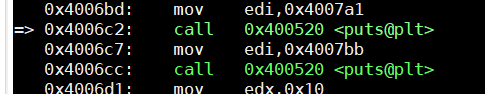 0x4006bd: mov edi,0x4007a1
=> 0x4006c2: call 0x400520 <puts@plt>
0x4006c7: mov edi,0x4007bb
0x4006cc: call 0x400520 <puts@plt>
0x4006d1: mov edx,0x10